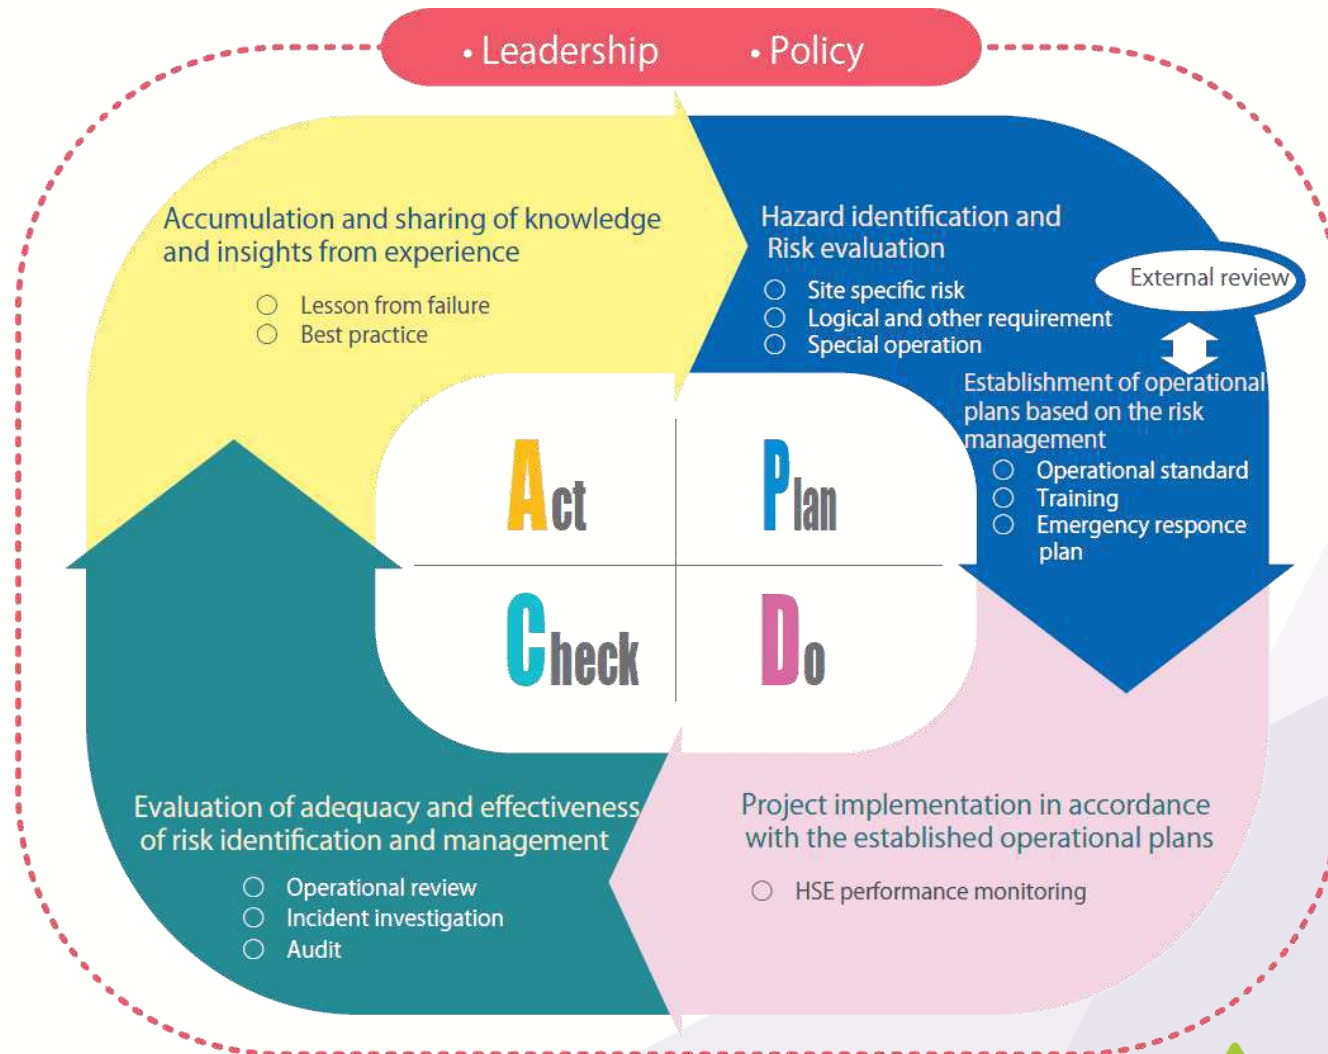 • Leadership • Policy
Accumulation and sharing of knowledge
and insights from experience
○ Lesson from failure
○ Best practice
Hazard identification and
Risk evaluation
○ Site specific risk
○ Logical and other requirement
○ Special operation
External review
Establishment of operational
plans based on the risk
management
○ Operational standard
○ Training
○ Emergency responce
plan
Act
Plan
Check
Do
Evaluation of adequacy and effectiveness
of risk identification and management
○ Operational review
○ Incident investigation
○ Audit
Project implementation in accordance
with the established operational plans
○ HSE performance monitoring